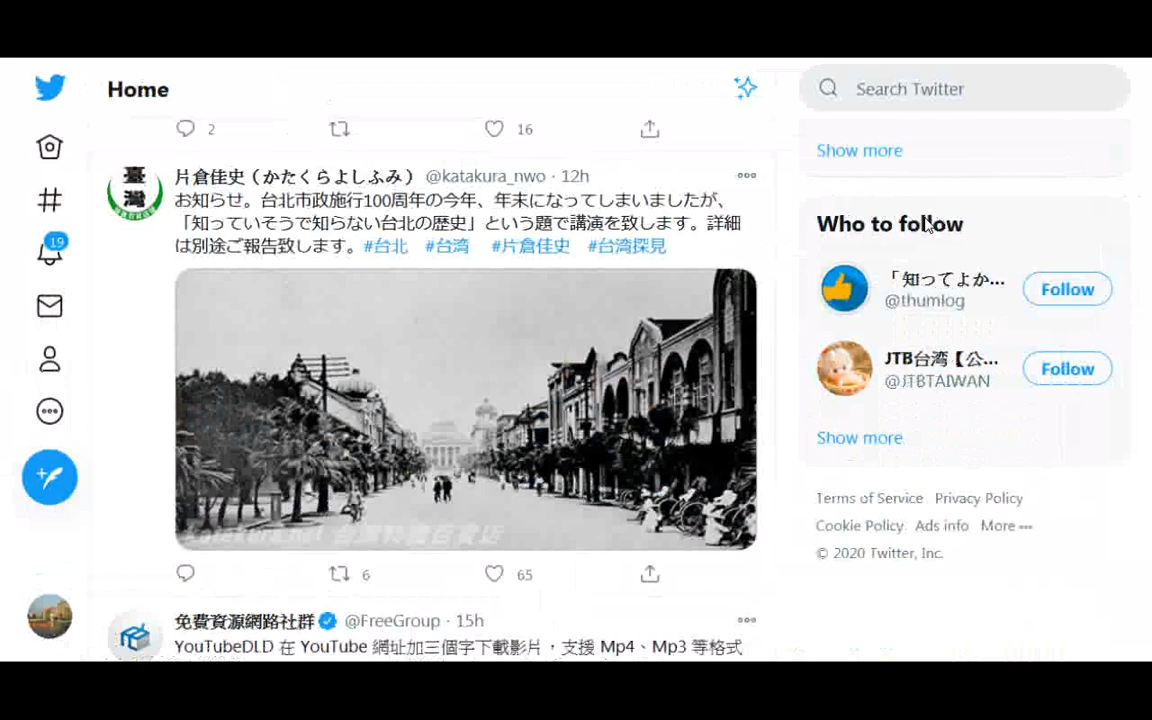 Home
Search Twitter
2
16
Show more
臺灣
片倉佳史（かたくらよしふみ）@katakura_nwo · 12h
お知らせ。台北市政施行100周年の今年、年末になってしまいましたが、
「知っていそうで知らない台北の歴史」という題で講演を致します。詳細
は別途ご報告致します。#台北 #台湾 #片倉佳史 #台湾探見
19
Who to follow
「知ってよか...
@thumlog
Follow
JTB台湾【公...
@JTBTAIWAN
Follow
Show more
Terms of Service Privacy Policy
Cookie Policy Ads info More
© 2020 Twitter, Inc.
6
65
免費資源網路社群 @FreeGroup · 15h
YouTubeDLD 在 YouTube 網址加三個字下載影片，支援 Mp4、Mp3 等格式